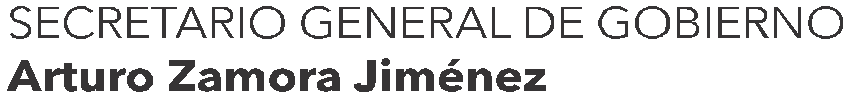 SECRETARIO GENERAL DE GOBIERNO
Arturo Zamora Jiménez